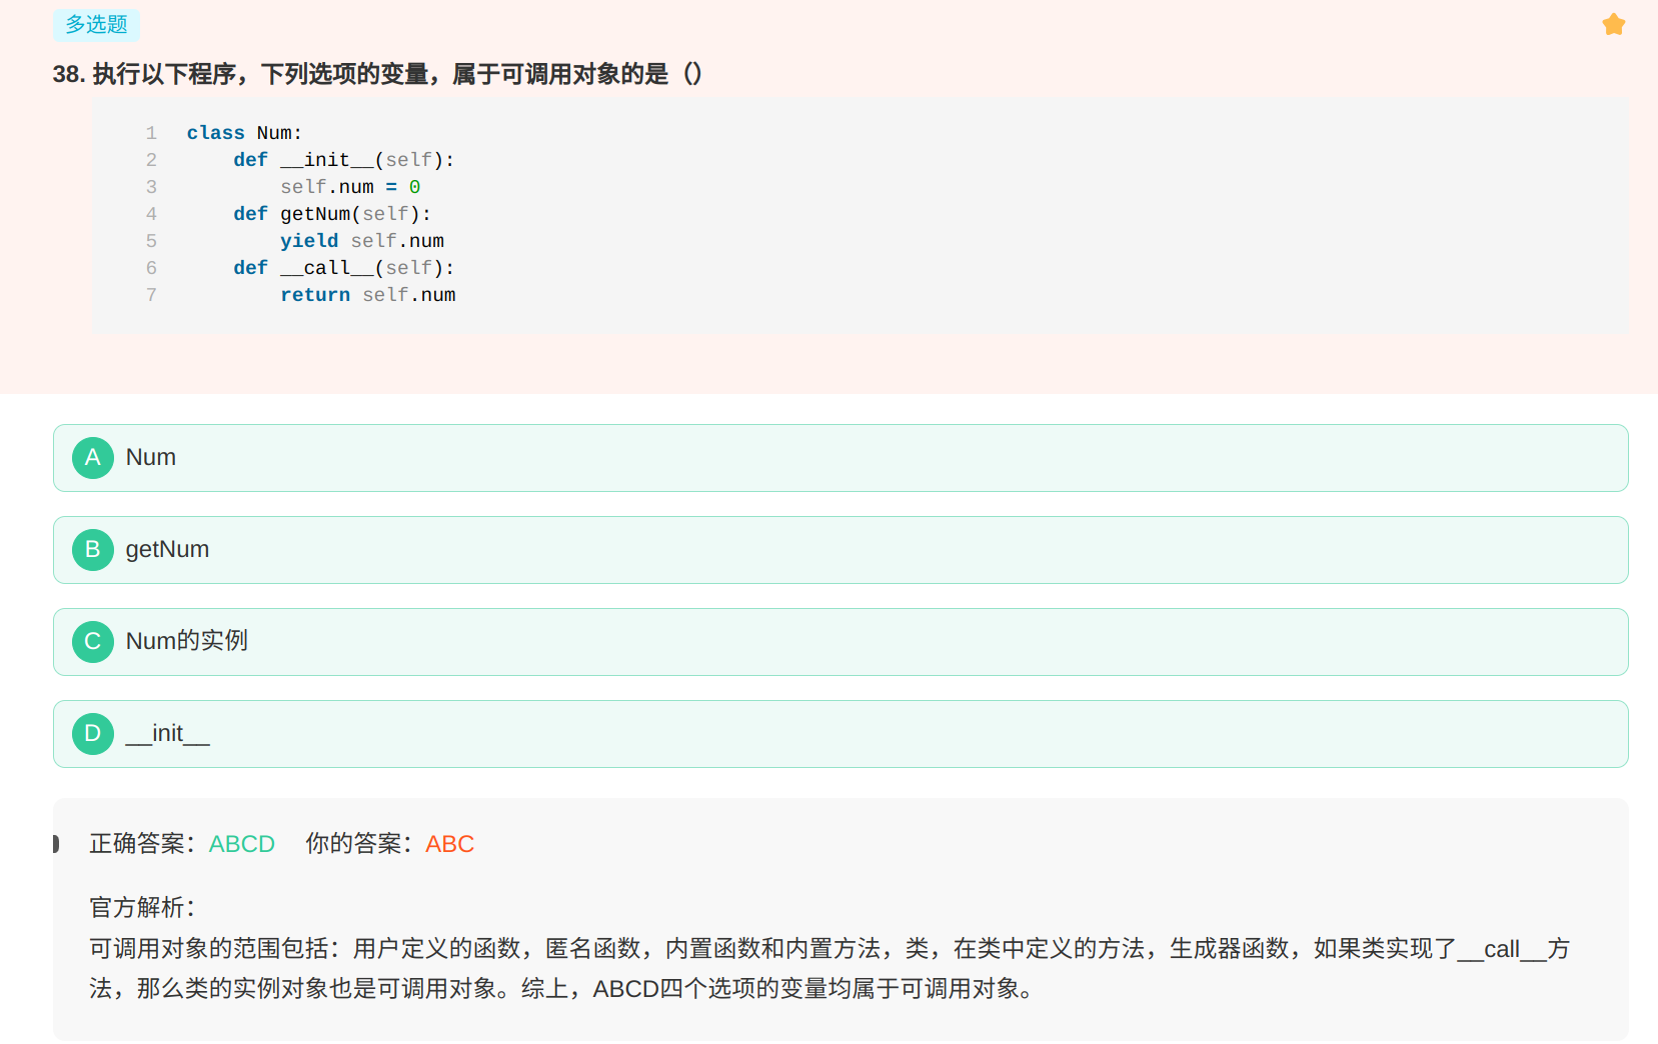 多选题
38. 执行以下程序，下列选项的变量，属于可调用对象的是（）
1 class Num:
2     def __init__(self):
3         self.num = 0
4     def getNum(self):
5         yield self.num
6     def __call__(self):
7         return self.num
A Num
B getNum
C Num的实例
D __init__
正确答案：ABCD 你的答案：ABC
官方解析：
可调用对象的范围包括：用户定义的函数，匿名函数，内置函数和内置方法，类，在类中定义的方法，生成器函数，如果类实现了__call__方
法，那么类的实例对象也是可调用对象。综上，ABCD四个选项的变量均属于可调用对象。